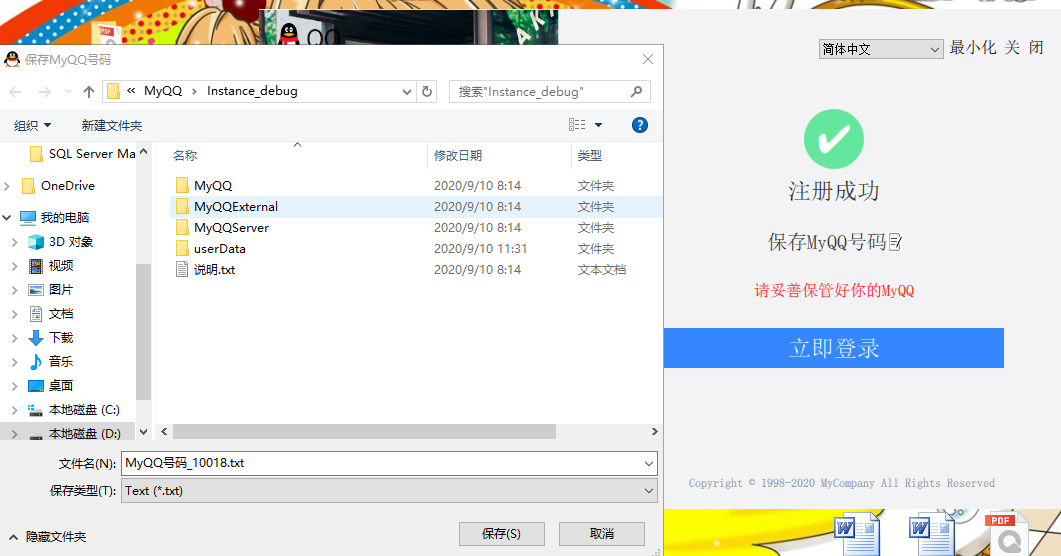 QQ
保存MyQQ号码
« MyQQ › Instance_debug
搜索"Instance_debug"
组织
新建文件夹
SQL Server Ma
OneDrive
我的电脑
3D 对象
视频
图片
文档
下载
音乐
桌面
本地磁盘 (C:)
本地磁盘 (D:)
名称 修改日期 类型
MyQQ 2020/9/10 8:14 文件夹
MyQQExternal 2020/9/10 8:14 文件夹
MyQQServer 2020/9/10 8:14 文件夹
userData 2020/9/10 11:31 文件夹
说明.txt 2020/9/10 8:14 文本文档
文件名(N): MyQQ号码_10018.txt
保存类型(T): Text (*.txt)
隐藏文件夹
保存(S)
取消
简体中文 最小化 关 闭
注册成功
保存MyQQ号码
请妥善保管好你的MyQQ
立即登录
Copyright © 1998-2020 MyCompany All Rights Reserved
PDF
W
W
PDF